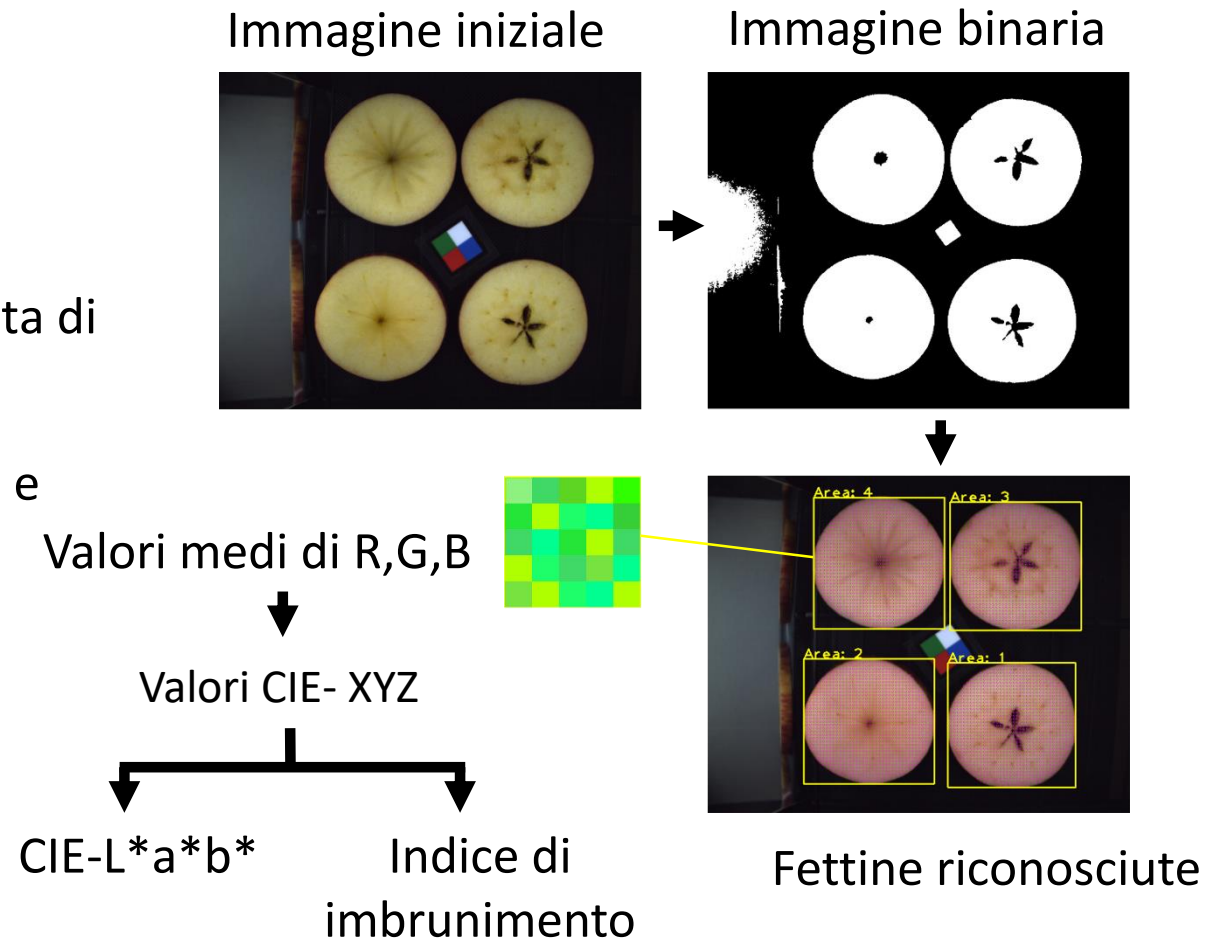 Immagine iniziale
Immagine binaria
ta di
e
Valori medi di R,G,B
Valori CIE- XYZ
CIE-L*a*b*
Indice di
imbrunimento
Area: 4
Area: 3
Area: 2
Area: 1
Fettine riconosciute